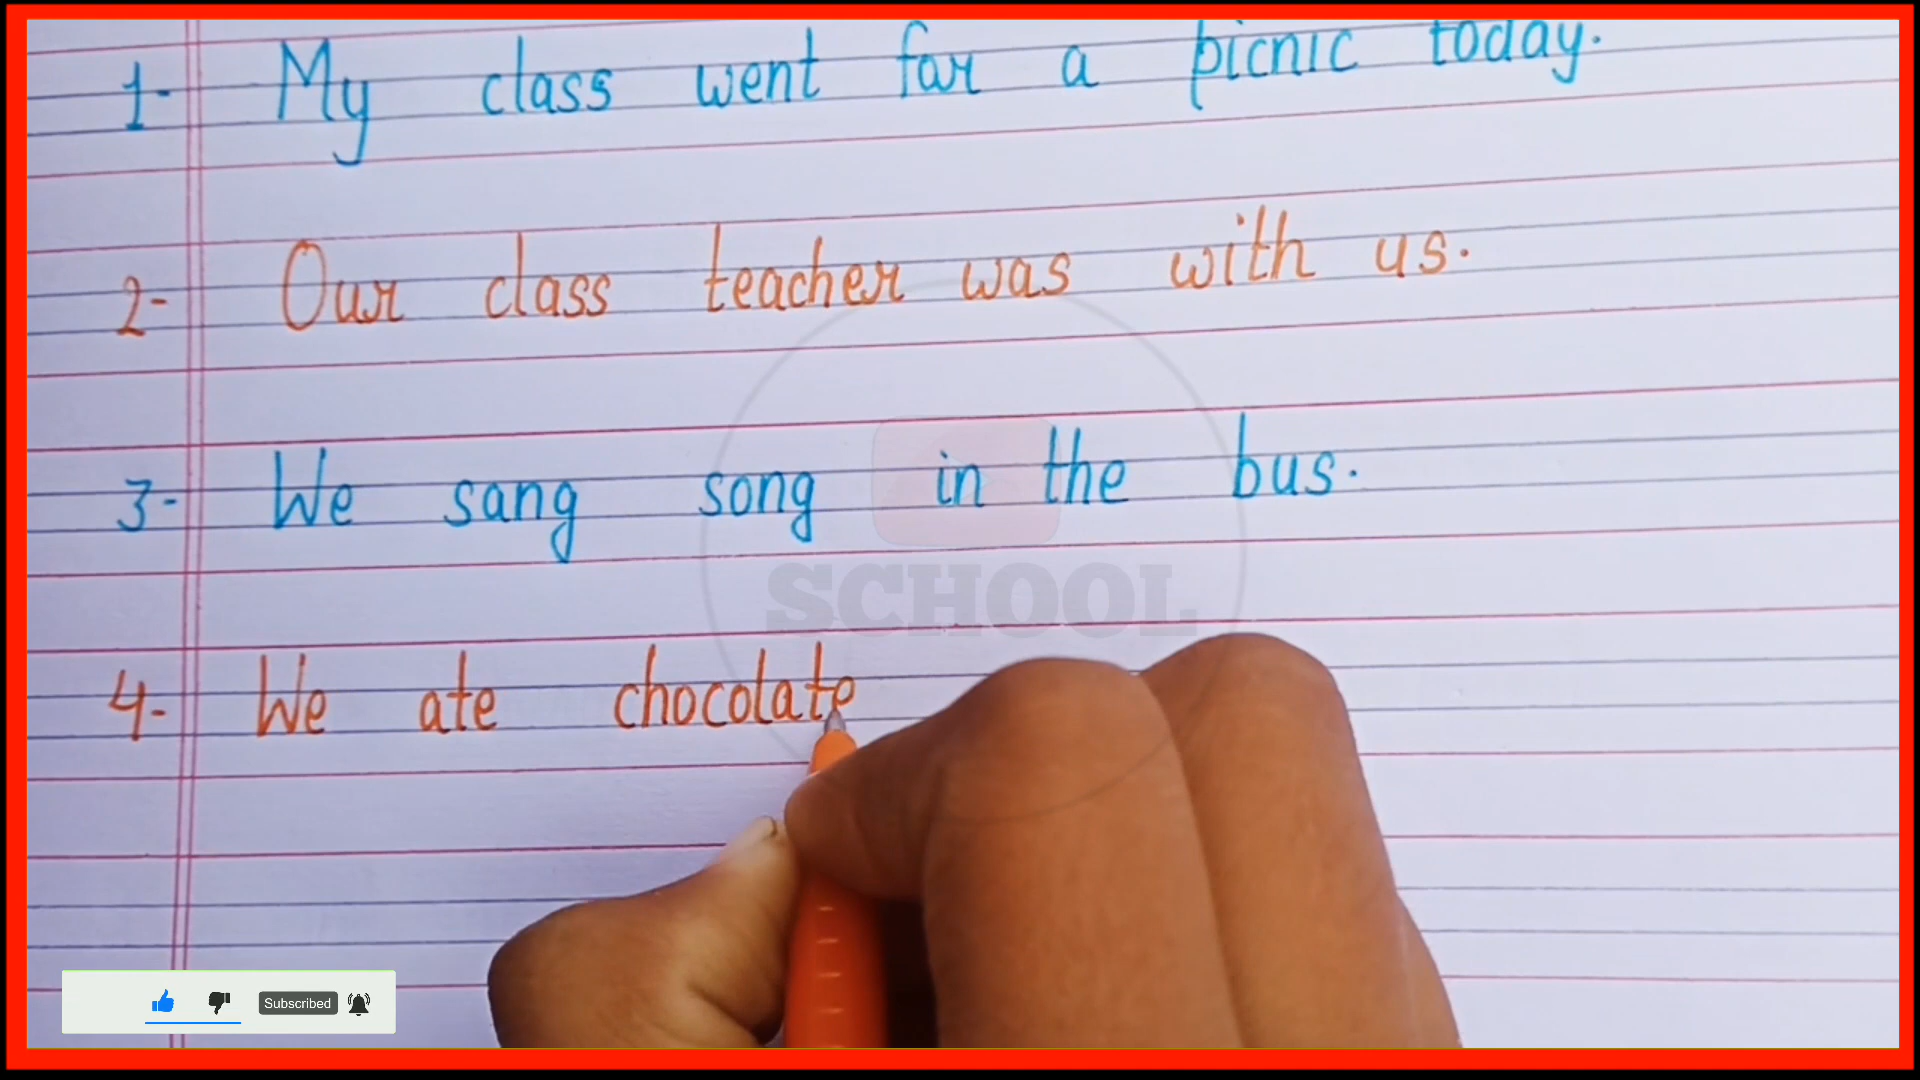 1- My class went for a picnic today.
2- Our class teacher was with us.
3- We sang song in the bus.
SCHOOL
4- We ate chocolate
Subscribed